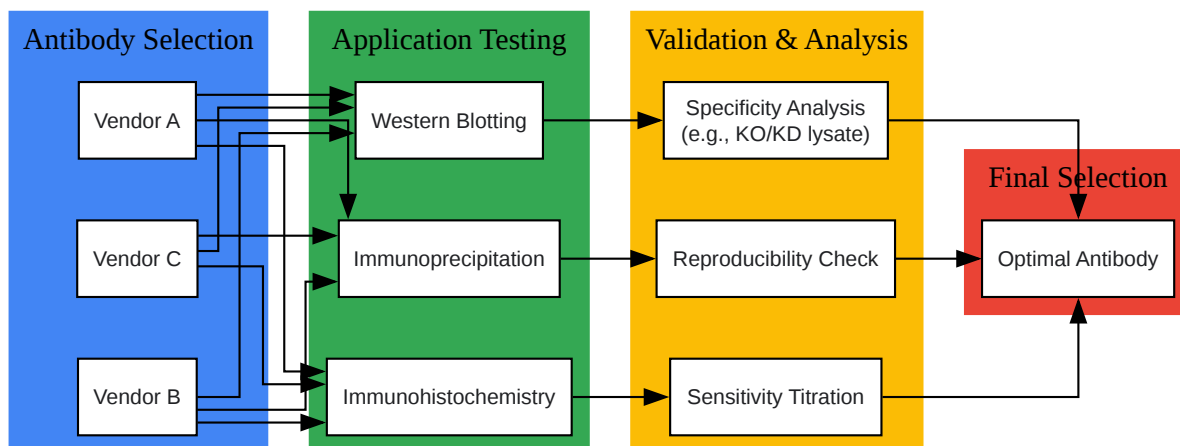 Antibody Selection
Vendor A
Vendor C
Vendor B
Application Testing
Western Blotting
Immunoprecipitation
Immunohistochemistry
Validation & Analysis
Specificity Analysis
(e.g., KO/KD lysate)
Reproducibility Check
Sensitivity Titration
Final Selection
Optimal Antibody